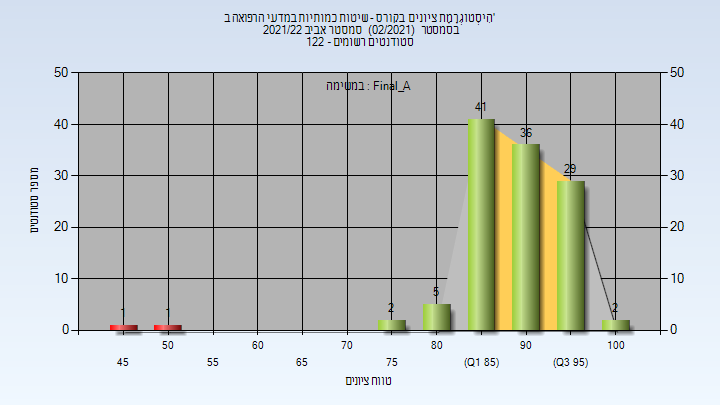 היסטוגרמת ציונים בקורס - שיטות כמותיות במדעי הרפואה ב'
בסמסטר (02/2021) סמסטר אביב 2021/22
סטודנטים רשומים - 122
במשימה : Final_A
מספר סטודנטים
50 50
40 40
30 30
20 20
10 10
0 0
1 1 2 5 41 36 29 2
45 50 55 60 65 70 75 80 (Q1 85) 90 (Q3 95) 100
טווח ציונים